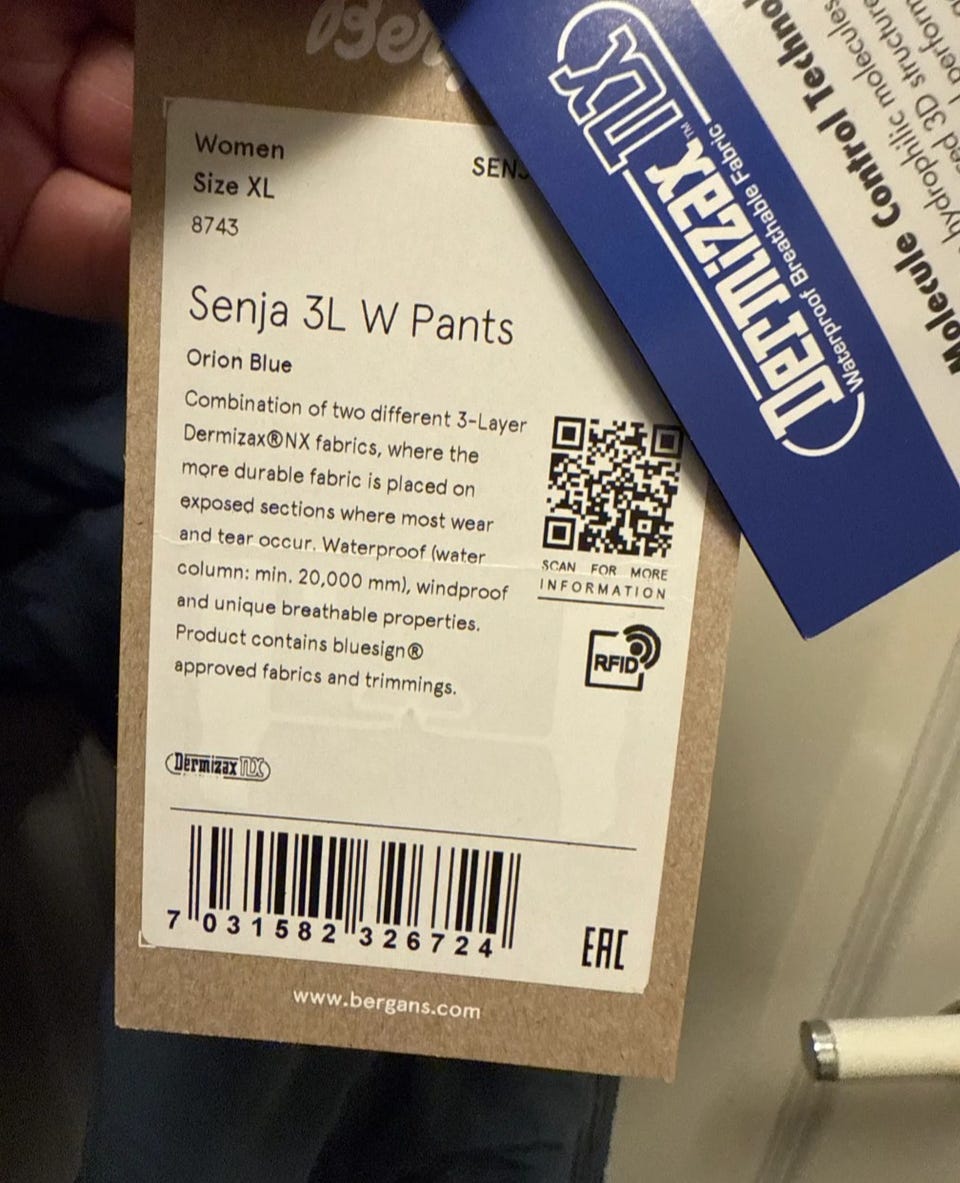 Women
Size XL
8743
Senja 3L W Pants
Orion Blue
Combination of two different 3-Layer
Dermizax®NX fabrics, where the
more durable fabric is placed on
exposed sections where most wear
and tear occur. Waterproof (water
column: min. 20,000 mm), windproof
and unique breathable properties.
Product contains bluesign®
approved fabrics and trimmings.
SCAN FOR MORE
INFORMATION
RFID
Dermizax NX
7 031582 326724
EAC
www.bergans.com
Dermizax™ NX
Waterproof Breathable Fabric
Molecule Control
hydrophilic molecules
3D